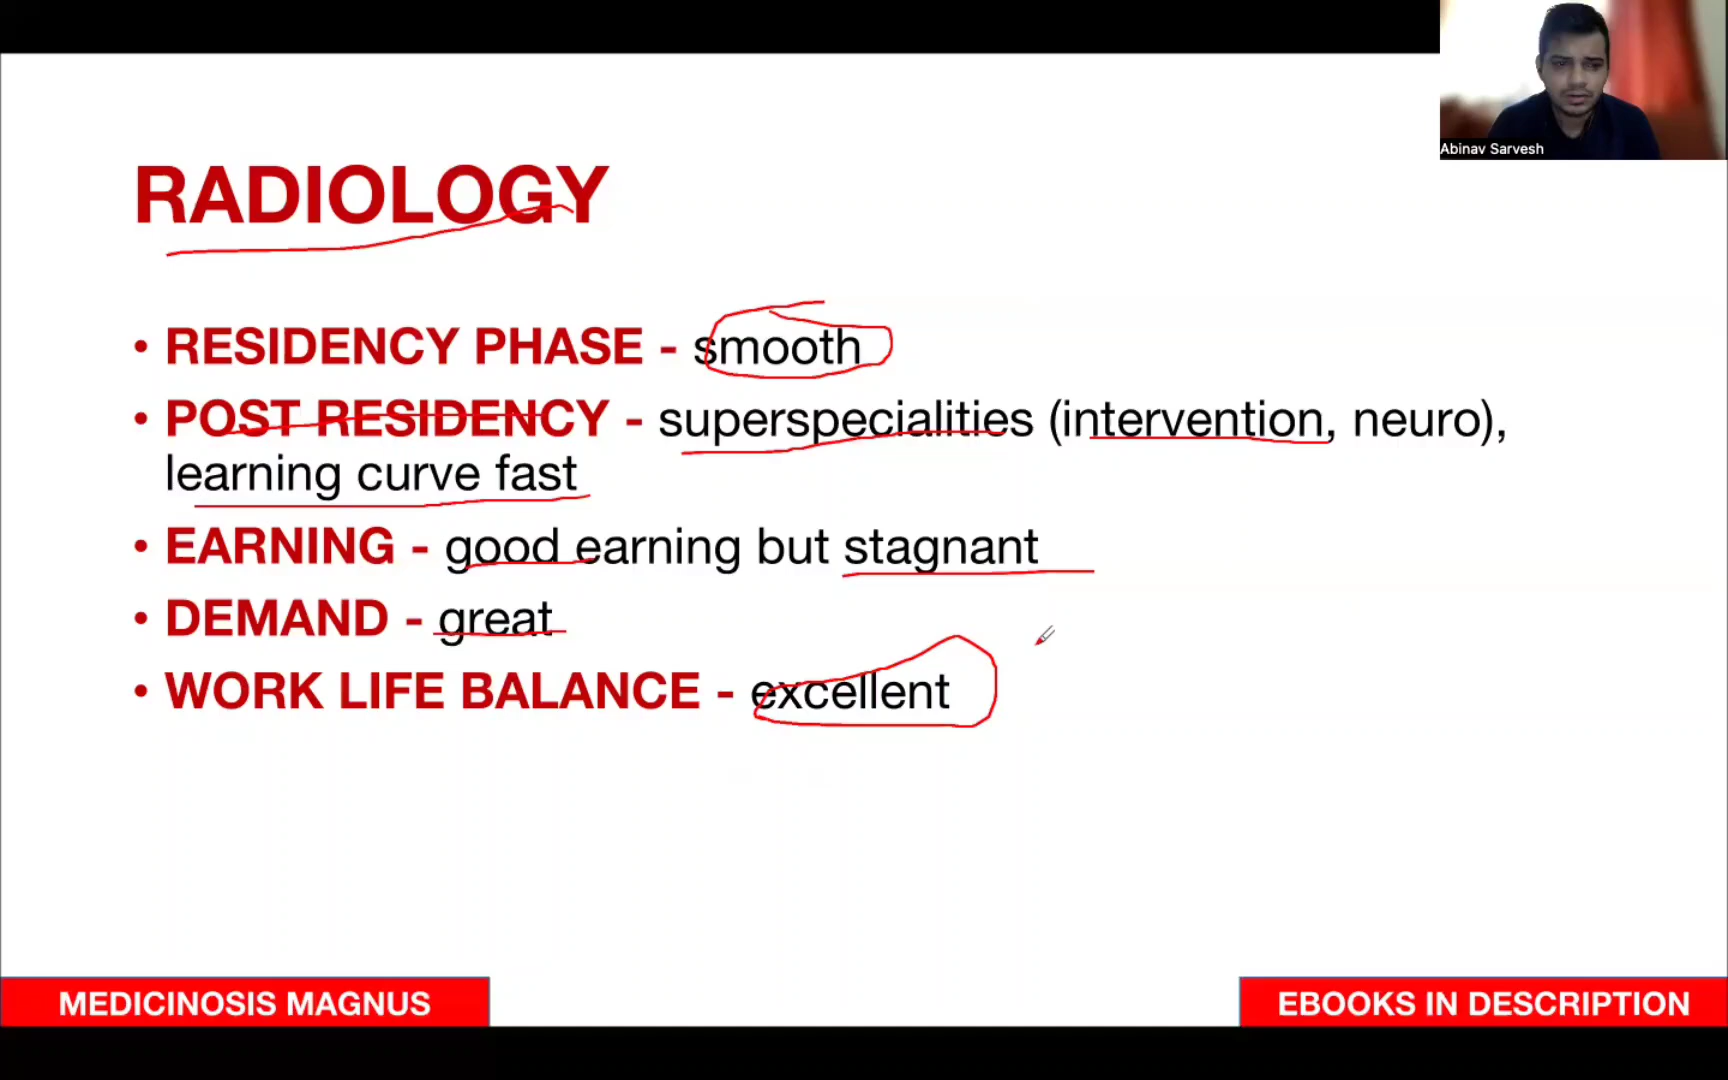 Abinav Sarvesh
RADIOLOGY
• RESIDENCY PHASE - smooth
• POST RESIDENCY - superspecialities (intervention, neuro),
learning curve fast
• EARNING - good earning but stagnant
• DEMAND - great
• WORK LIFE BALANCE - excellent
MEDICINOSIS MAGNUS
EBOOKS IN DESCRIPTION